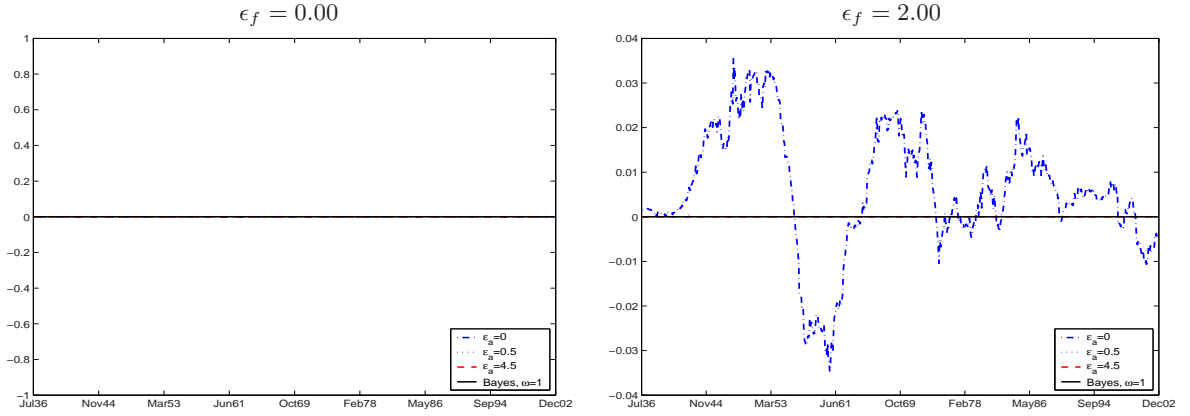 ϵf = 0.00
1
0.8
0.6
0.4
0.2
0
−0.2
−0.4
−0.6
−0.8
−1
Jul36 Nov44 Mar53 Jun61 Oct69 Feb78 May86 Sep94 Dec02
εa=0
εa=0.5
εa=4.5
Bayes, ω=1
ϵf = 2.00
0.04
0.03
0.02
0.01
0
−0.01
−0.02
−0.03
−0.04
Jul36 Nov44 Mar53 Jun61 Oct69 Feb78 May86 Sep94 Dec02
εa=0
εa=0.5
εa=4.5
Bayes, ω=1